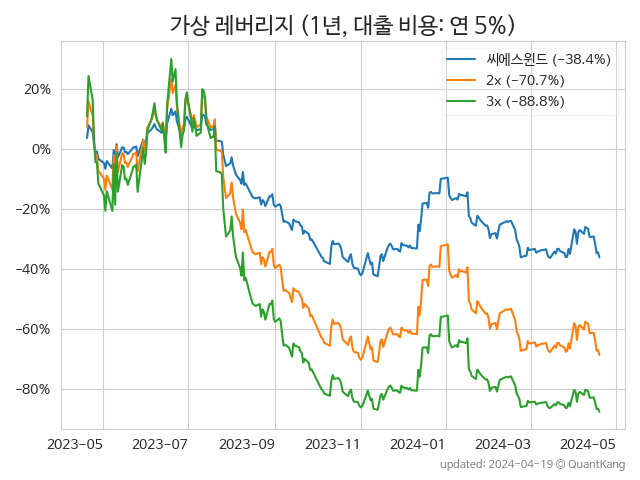 가상 레버리지 (1년, 대출 비용: 연 5%)
씨에스윈드 (−38.4%)
2x (−70.7%)
3x (−88.8%)
20%
0%
−20%
−40%
−60%
−80%
2023-05 2023-07 2023-09 2023-11 2024-01 2024-03 2024-05
updated: 2024-04-19 © QuantKang